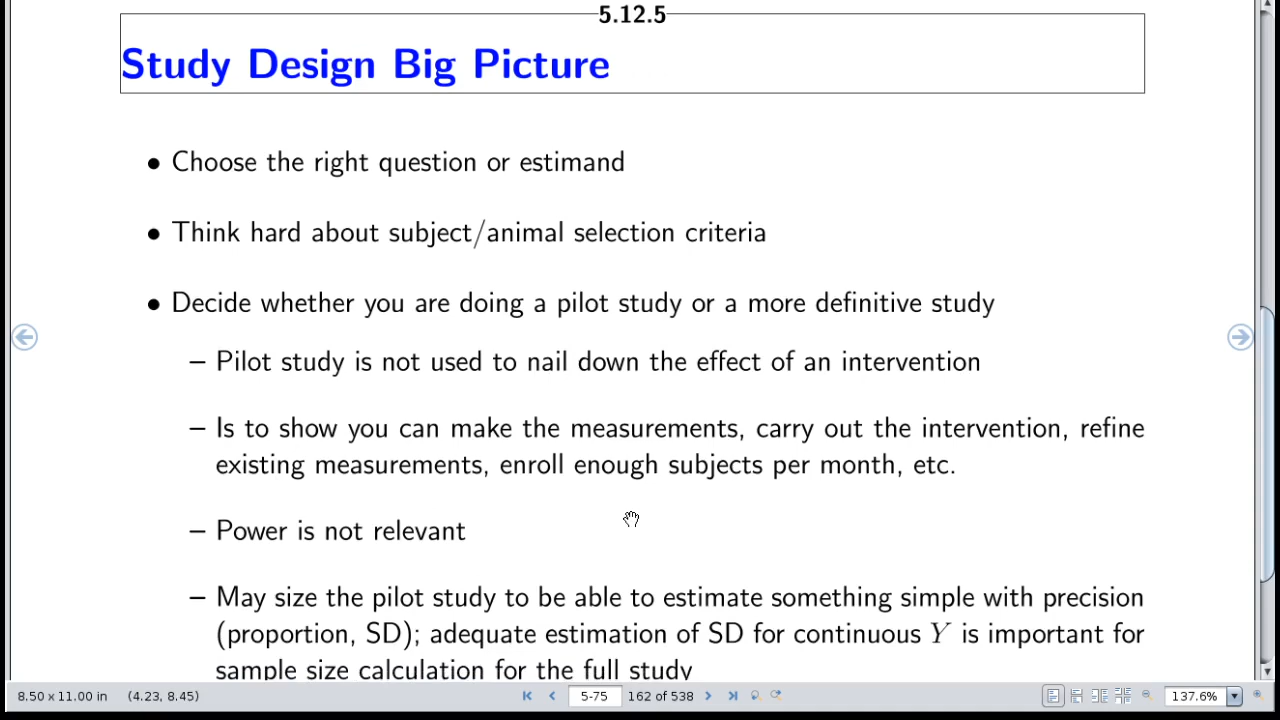 5.12.5
Study Design Big Picture
• Choose the right question or estimand
• Think hard about subject/animal selection criteria
• Decide whether you are doing a pilot study or a more definitive study
– Pilot study is not used to nail down the effect of an intervention
– Is to show you can make the measurements, carry out the intervention, refine
existing measurements, enroll enough subjects per month, etc.
– Power is not relevant
– May size the pilot study to be able to estimate something simple with precision
(proportion, SD); adequate estimation of SD for continuous Y is important for
sample size calculation for the full study
8.50 x 11.00 in (4.23, 8.45) 5-75 162 of 538 137.6%